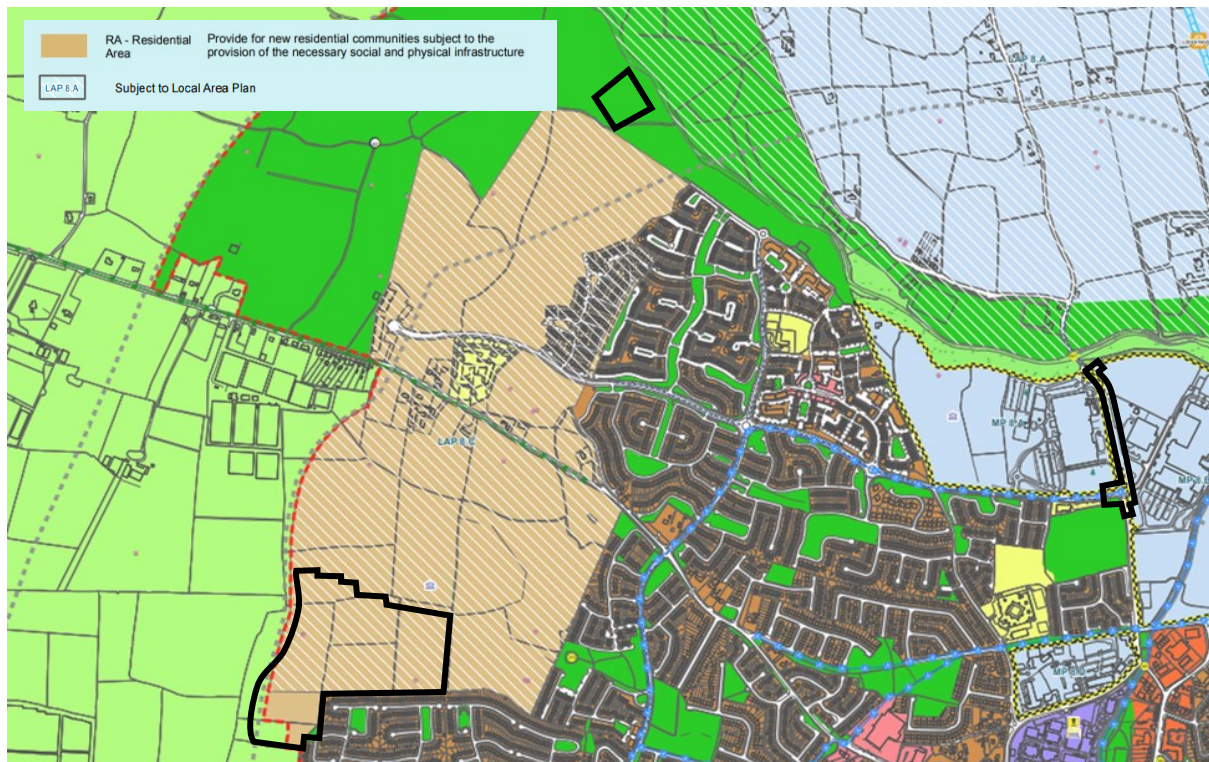 RA - Residential
Area
Provide for new residential communities subject to the
provision of the necessary social and physical infrastructure
LAP 8.A
Subject to Local Area Plan
LAP 8.A
LAP 8.C